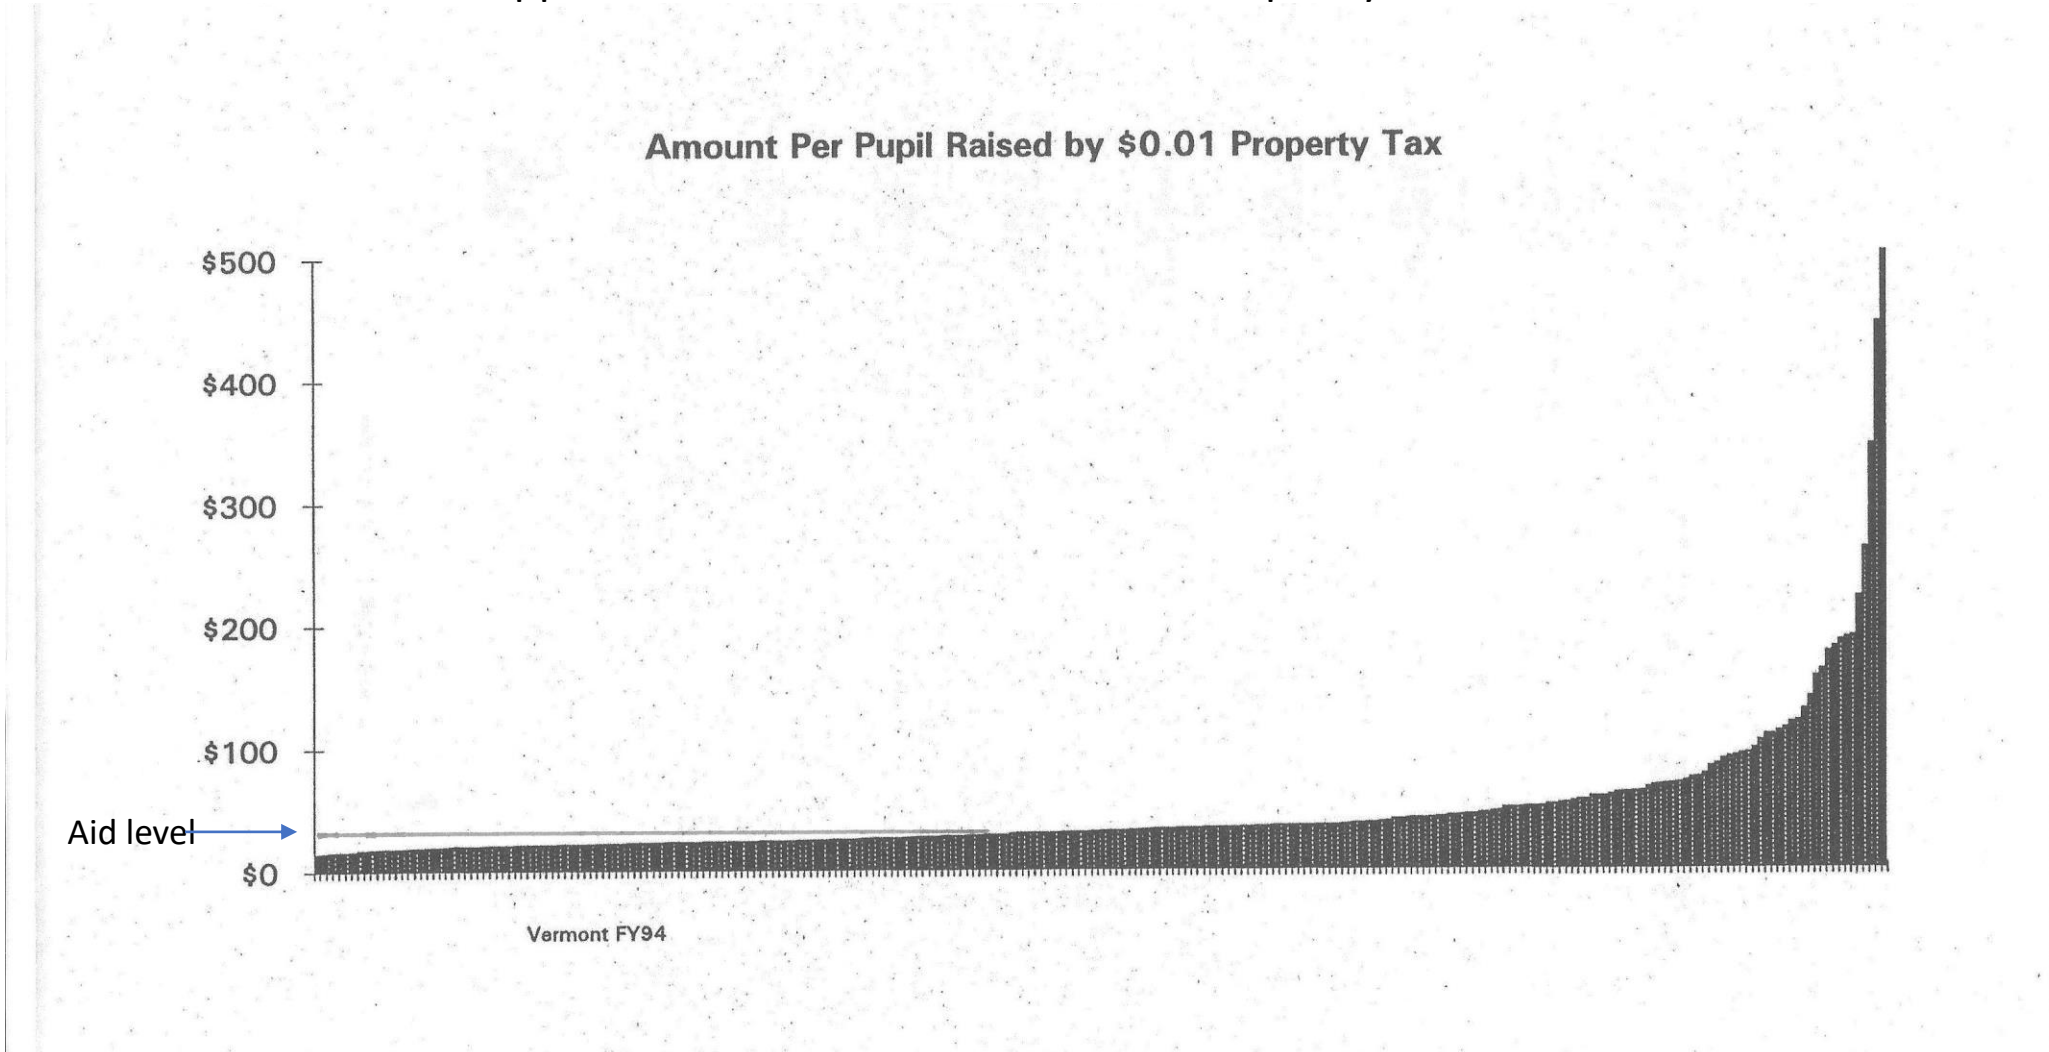 Amount Per Pupil Raised by $0.01 Property Tax
$500
$400
$300
$200
$100
Aid level
$0
Vermont FY94